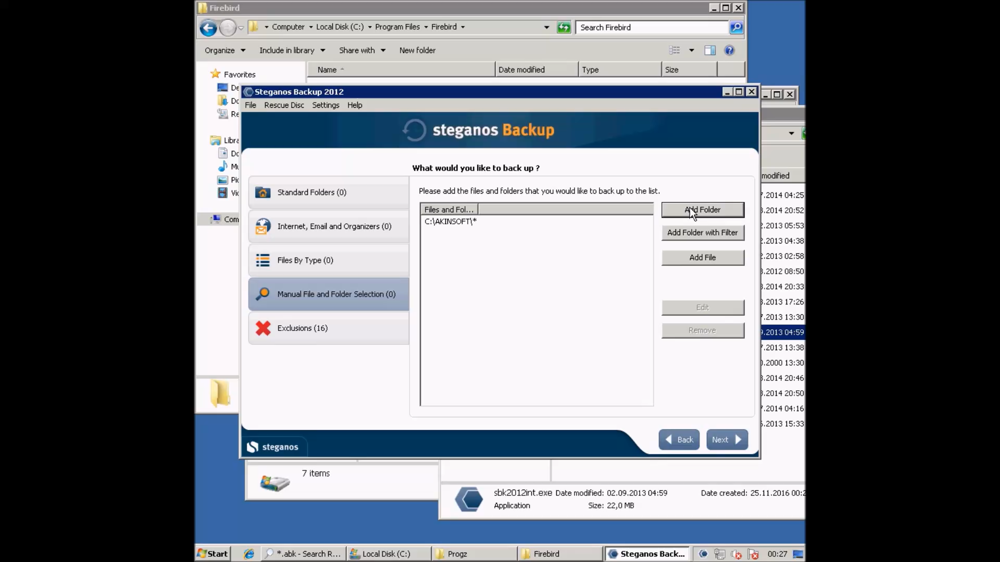 Firebird
Computer
Local Disk (C:)
Program Files
Firebird
Search Firebird
Organize
Include in library
Share with
New folder
Name
Date modified
Type
Size
Favorites
De
Do
Re
Libra
Do
Mu
Pic
Vi
Com
Steganos Backup 2012
File
Rescue Disc
Settings
Help
steganos Backup
What would you like to back up ?
Standard Folders (0)
Internet, Email and Organizers (0)
Files By Type (0)
Manual File and Folder Selection (0)
Exclusions (16)
Please add the files and folders that you would like to back up to the list.
Files and Fol...
C:\AKINSOFT\*
Add Folder
Add Folder with Filter
Add File
Edit
Remove
Back
Next
steganos
modified
.2014 04:25
.2014 20:52
.2013 05:53
.2013 04:38
.2013 02:58
.2012 08:50
.2014 20:33
.2013 17:26
.2013 13:30
.2013 04:59
.2013 13:38
.2000 13:30
.2014 20:46
.2014 20:50
.2014 04:16
.2013 15:33
7 items
sbk2012int.exe Date modified: 02.09.2013 04:59
Date created: 25.11.2016 00:2
Application
Size: 22,0 MB
Start
*.abk - Search R...
Local Disk (C:)
Progz
Firebird
Steganos Back...
00:27